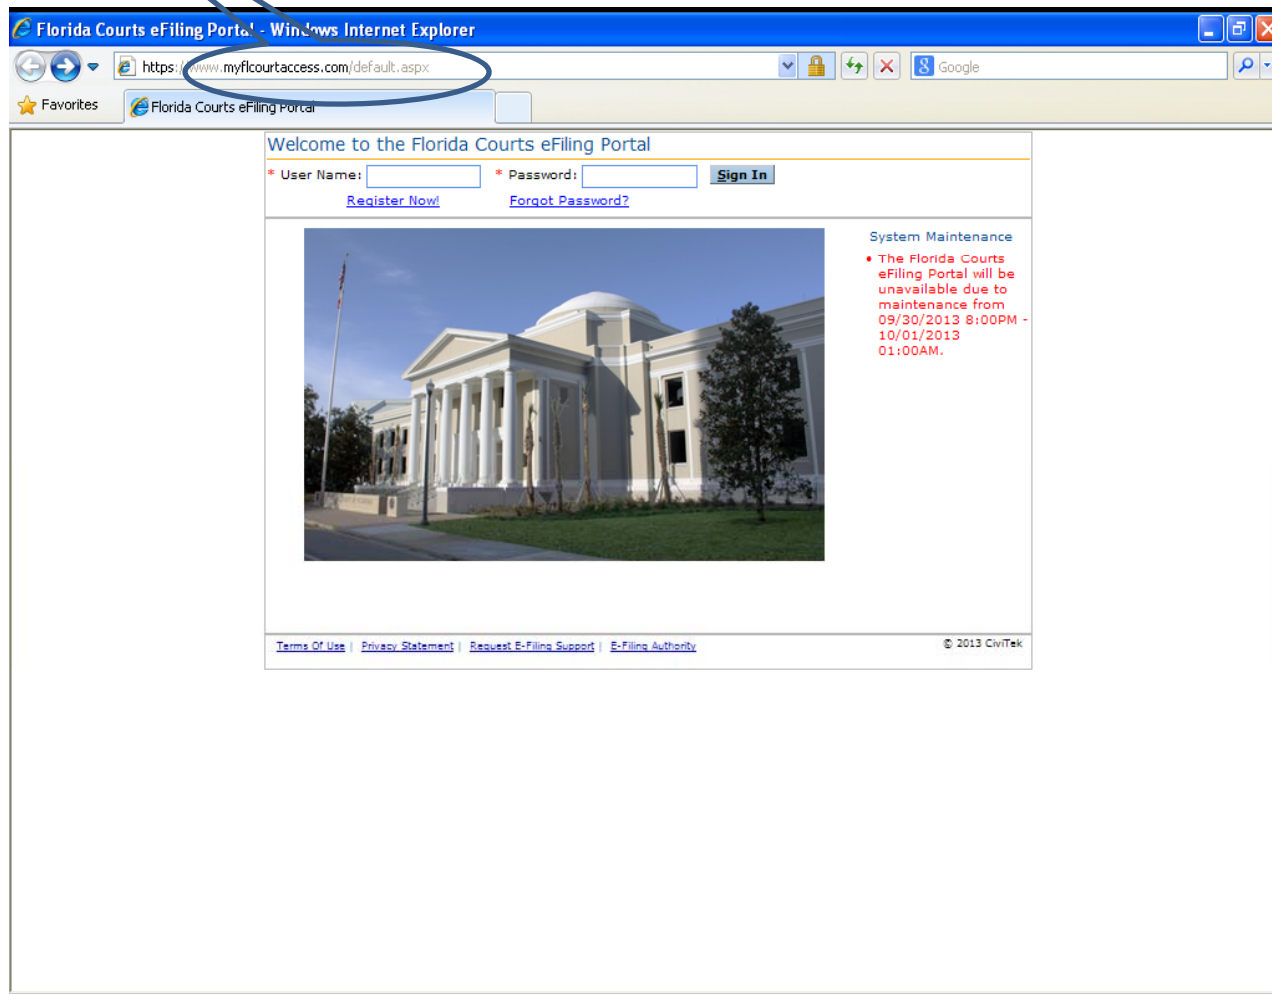 Florida Courts eFiling Portal - Windows Internet Explorer
https://www.myflcourtaccess.com/default.aspx
Google
Favorites
Florida Courts eFiling Portal
Welcome to the Florida Courts eFiling Portal
* User Name:
* Password:
Sign In
Register Now!
Forgot Password?
System Maintenance
• The Florida Courts
eFiling Portal will be
unavailable due to
maintenance from
09/30/2013 8:00PM -
10/01/2013
01:00AM.
Terms Of Use | Privacy Statement | Request E-Filing Support | E-Filing Authority
© 2013 CiviTek